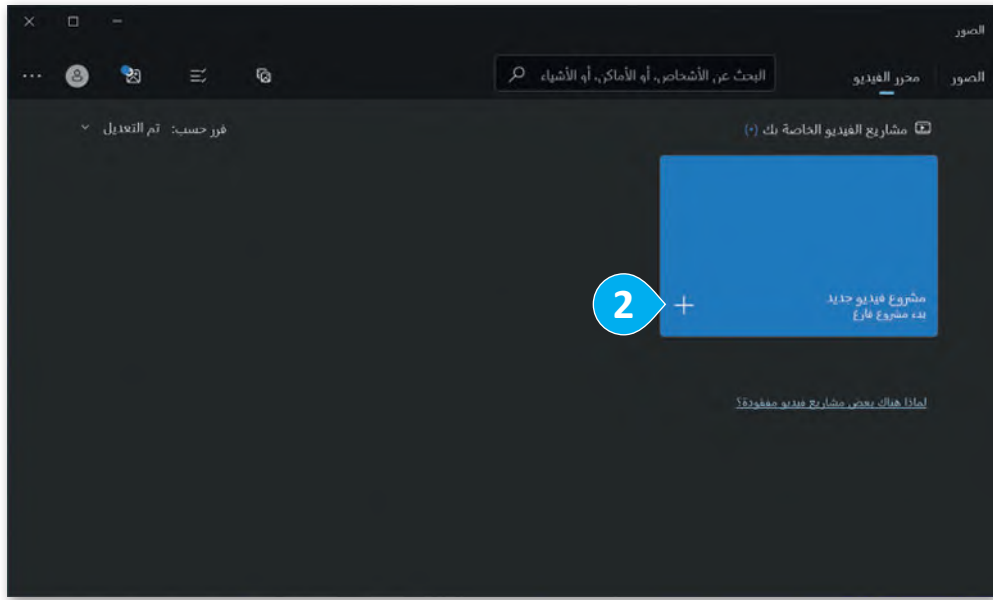 الصور
الصور محرر الفيديو البحث عن الأشخاص، أو الأماكن، أو الأشياء
مشاريع الفيديو الخاصة بك (٠) فرز حسب: تم التعديل
2
مشروع فيديو جديد
بدء مشروع فارغ
لماذا هناك بعض مشاريع فيديو مفقودة؟